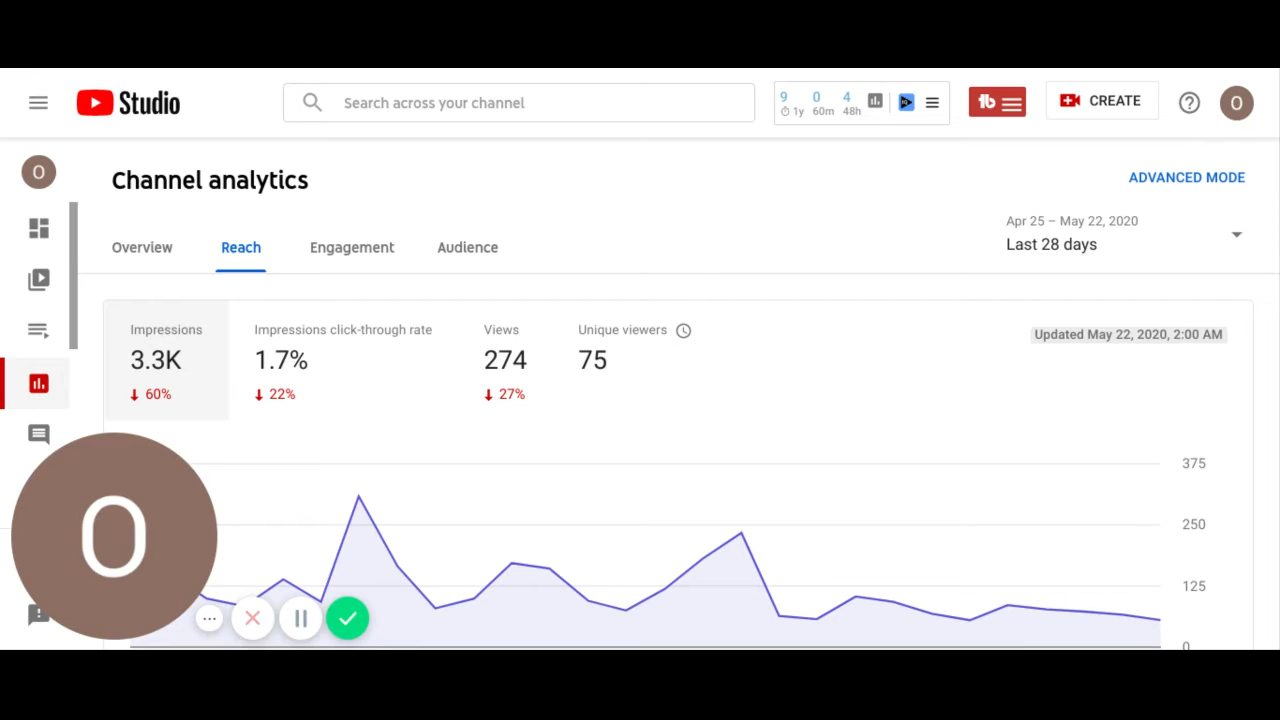 Studio
Search across your channel
9 0 4
1y 60m 48h
tb
CREATE
O
O
Channel analytics
ADVANCED MODE
Apr 25 – May 22, 2020
Last 28 days
Overview Reach Engagement Audience
Impressions Impressions click-through rate Views Unique viewers
Updated May 22, 2020, 2:00 AM
3.3K 1.7% 274 75
60% 22% 27%
375
250
125
0
O